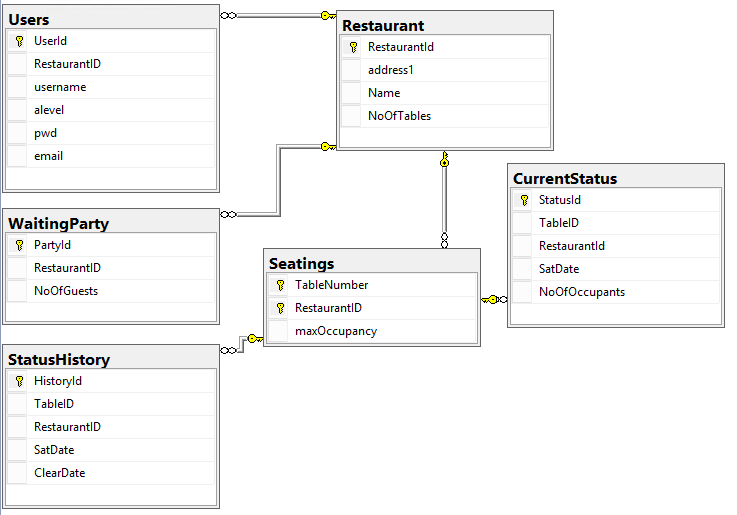 Users
UserId
RestaurantID
username
alevel
pwd
email
Restaurant
RestaurantId
address1
Name
NoOfTables
WaitingParty
PartyId
RestaurantID
NoOfGuests
CurrentStatus
StatusId
TableID
RestaurantId
SatDate
NoOfOccupants
Seatings
TableNumber
RestaurantID
maxOccupancy
StatusHistory
HistoryId
TableID
RestaurantID
SatDate
ClearDate